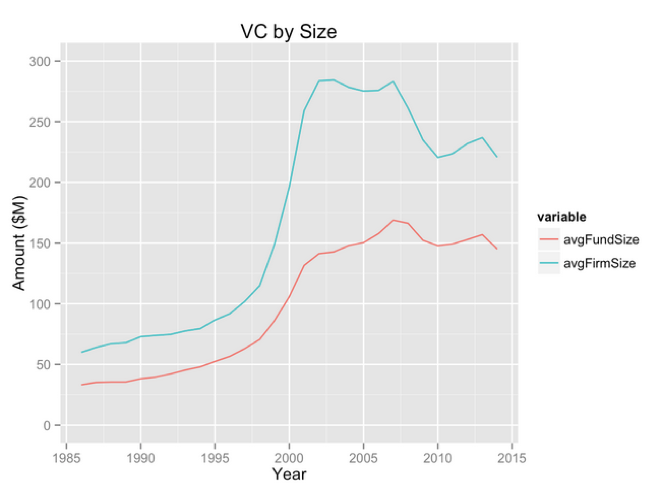 VC by Size
300
250
200
150
100
50
0
Amount ($M)
1985 1990 1995 2000 2005 2010 2015
Year
variable
avgFundSize
avgFirmSize